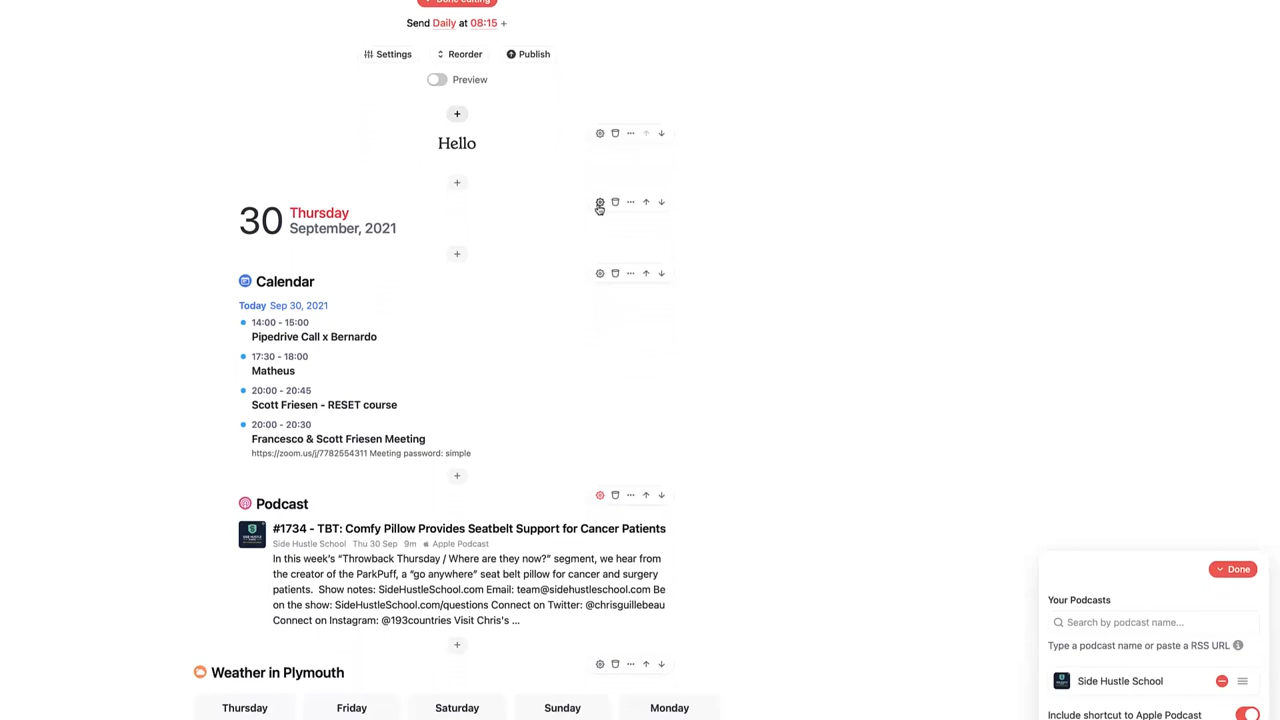 Done editing
Send Daily at 08:15 +
Settings Reorder Publish
Preview
Hello
30 Thursday
September, 2021
Calendar
Today Sep 30, 2021
14:00 - 15:00
Pipedrive Call x Bernardo
17:30 - 18:00
Matheus
20:00 - 20:45
Scott Friesen - RESET course
20:00 - 20:30
Francesco & Scott Friesen Meeting
https://zoom.us/j/7782554311 Meeting password: simple
Podcast
#1734 - TBT: Comfy Pillow Provides Seatbelt Support for Cancer Patients
Side Hustle School Thu 30 Sep 9m Apple Podcast
In this week's “Throwback Thursday / Where are they now?” segment, we hear from
the creator of the ParkPuff, a “go anywhere” seat belt pillow for cancer and surgery
patients. Show notes: SideHustleSchool.com Email: team@sidehustleschool.com Be
on the show: SideHustleSchool.com/questions Connect on Twitter: @chrisguillebeau
Connect on Instagram: @193countries Visit Chris's ...
Weather in Plymouth
Thursday Friday Saturday Sunday Monday
Done
Your Podcasts
Search by podcast name...
Type a podcast name or paste a RSS URL
Side Hustle School
Include shortcut to Apple Podcast